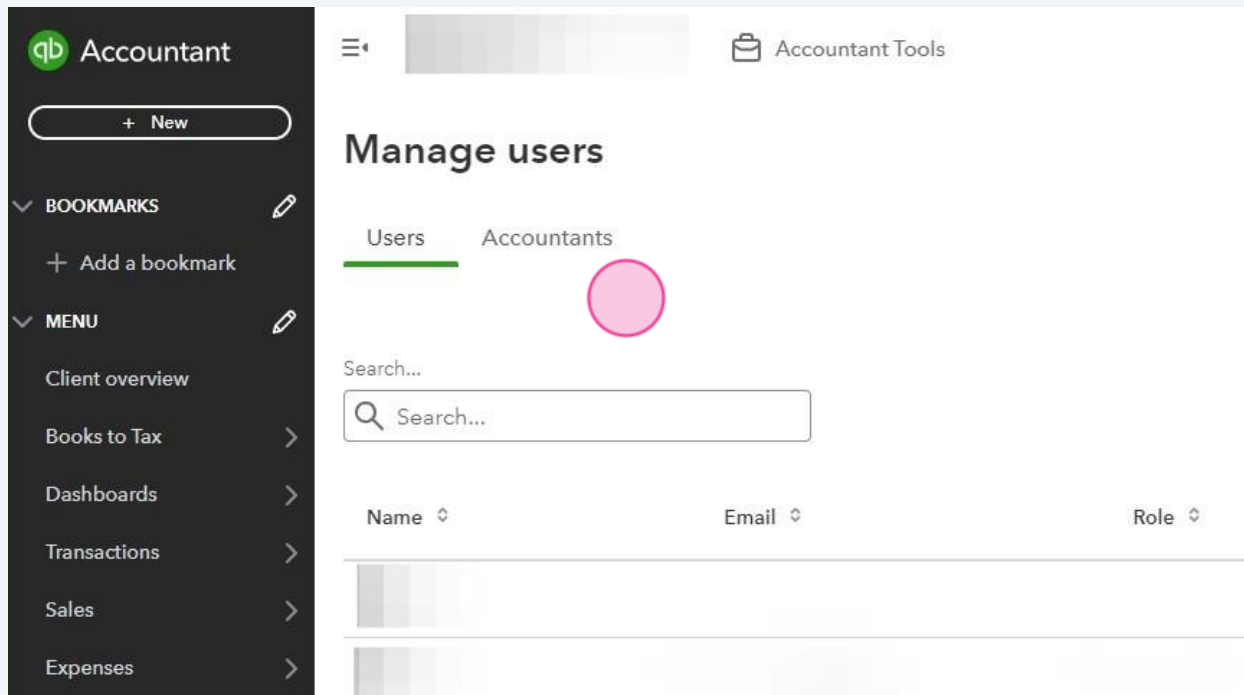 qb Accountant
+ New
BOOKMARKS
+ Add a bookmark
MENU
Client overview
Books to Tax
Dashboards
Transactions
Sales
Expenses
Accountant Tools
Manage users
Users Accountants
Search...
Search...
Name Email Role